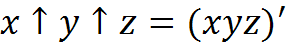 x ↑ y ↑ z = (xyz)′